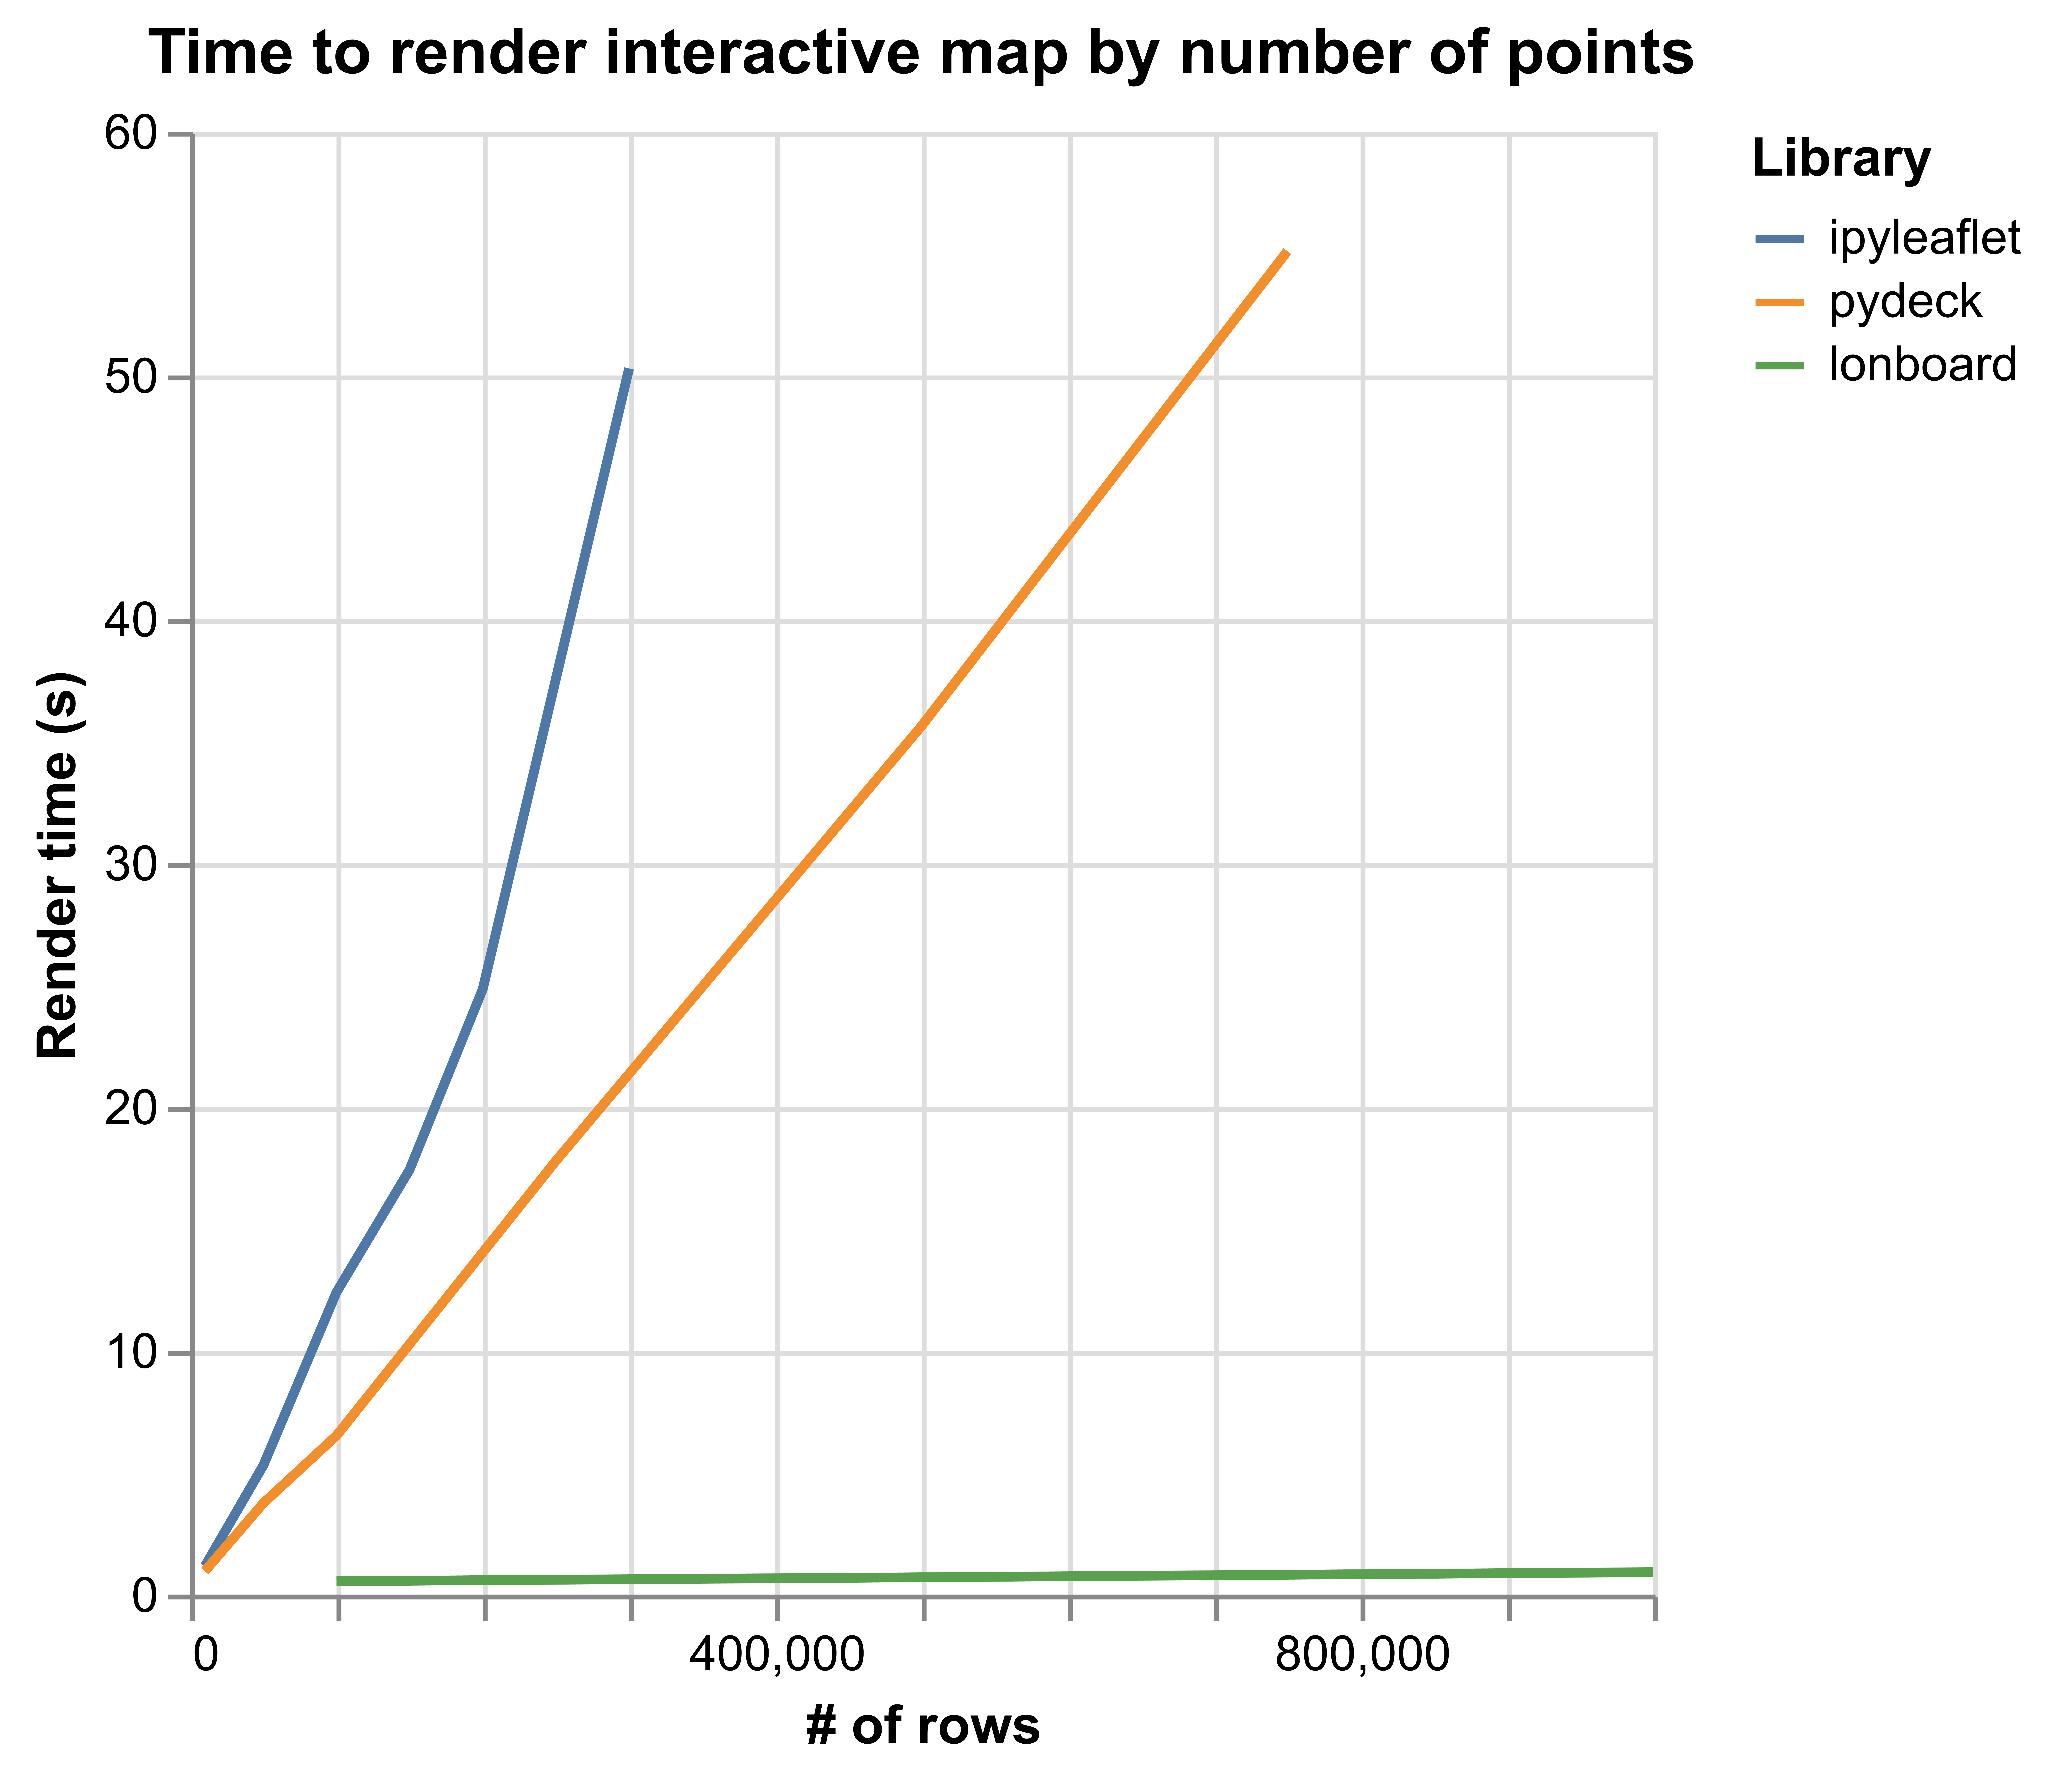 Time to render interactive map by number of points
60
50
40
30
20
10
0
Render time (s)
0
400,000
800,000
# of rows
Library
ipyleaflet
pydeck
lonboard